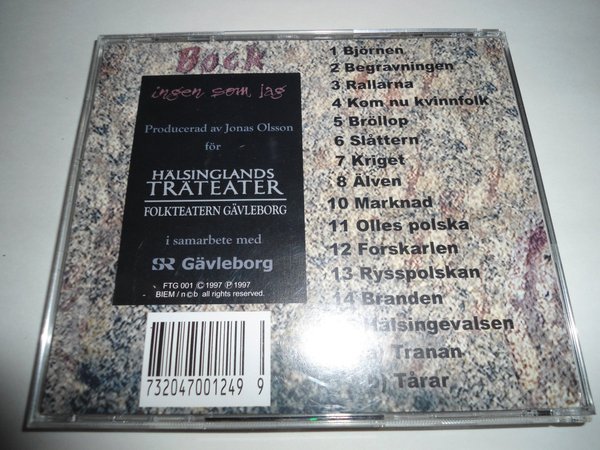 Bock
ingen som jag
Producerad av Jonas Olsson
för
HÄLSINGLANDS
TRÄTEATER
FOLKTEATERN GÄVLEBORG
i samarbete med
SR Gävleborg
FTG 001 © 1997 ℗ 1997
BIEM / n©b all rights reserved.
732047001249 9
1 Björnen
2 Begravningen
3 Rallarna
4 Kom nu kvinnfolk
5 Bröllop
6 Slåttern
7 Kriget
8 Älven
10 Marknad
11 Olles polska
12 Forskarlen
13 Rysspolskan
14 Branden
Hälsingevalsen
a) Tranan
b) Tårar